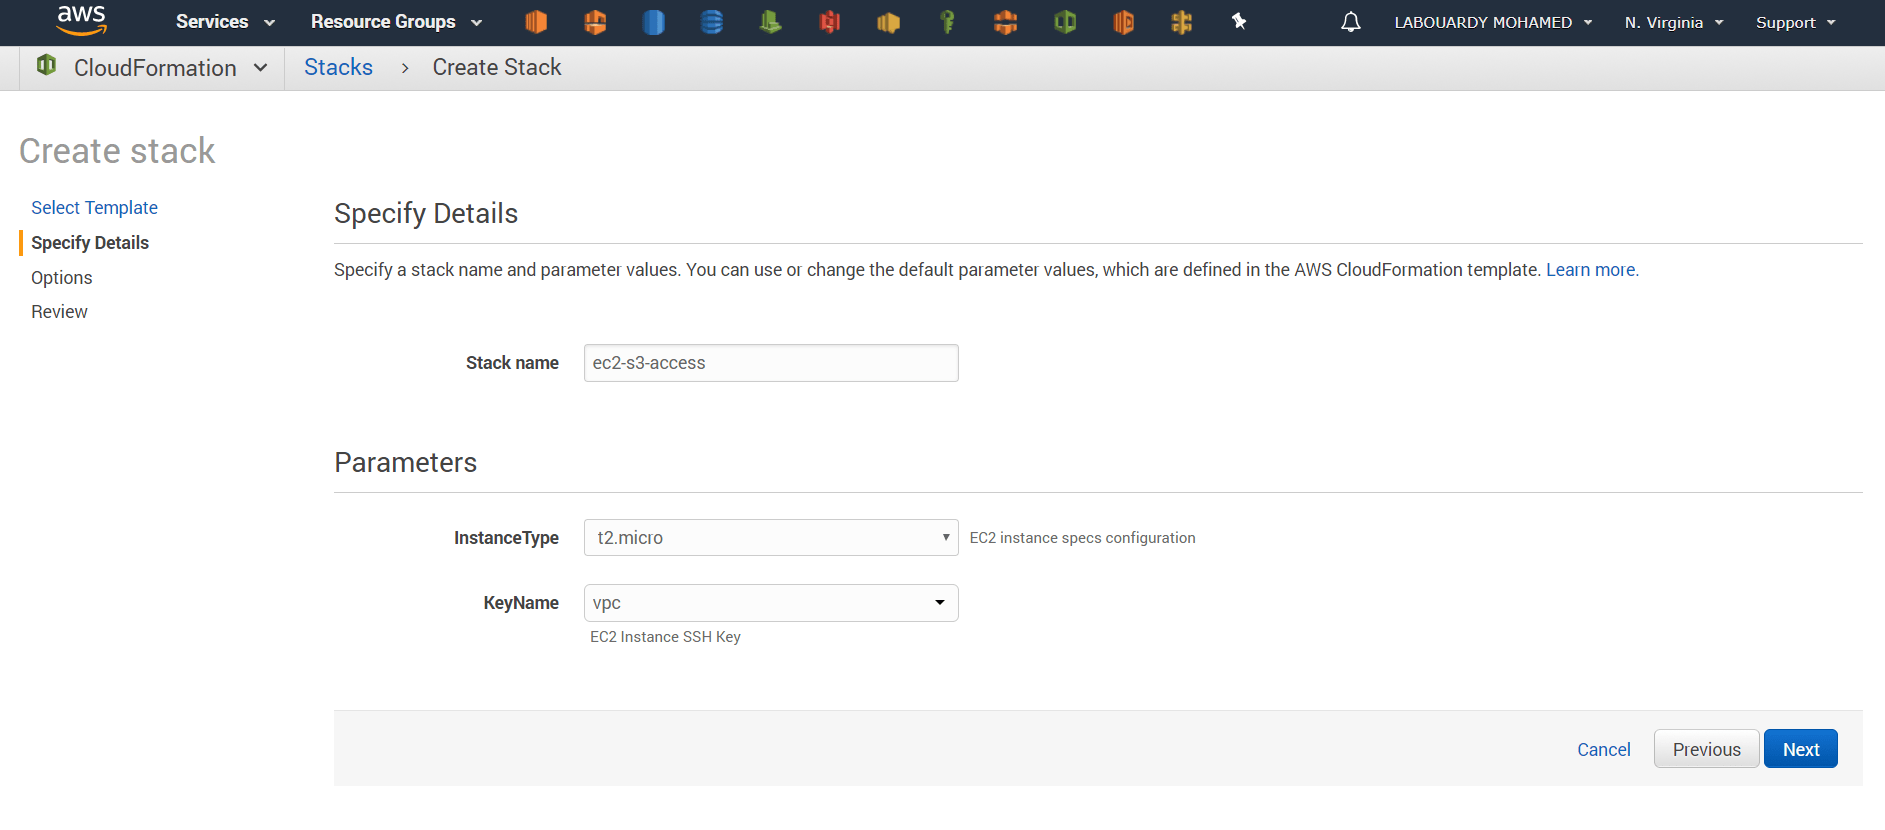 aws Services Resource Groups LABOUARDY MOHAMED N. Virginia Support
CloudFormation Stacks > Create Stack
Create stack
Select Template
Specify Details
Options
Review
Specify Details
Specify a stack name and parameter values. You can use or change the default parameter values, which are defined in the AWS CloudFormation template. Learn more.
Stack name ec2-s3-access
Parameters
InstanceType t2.micro EC2 instance specs configuration
KeyName vpc
EC2 Instance SSH Key
Cancel Previous Next